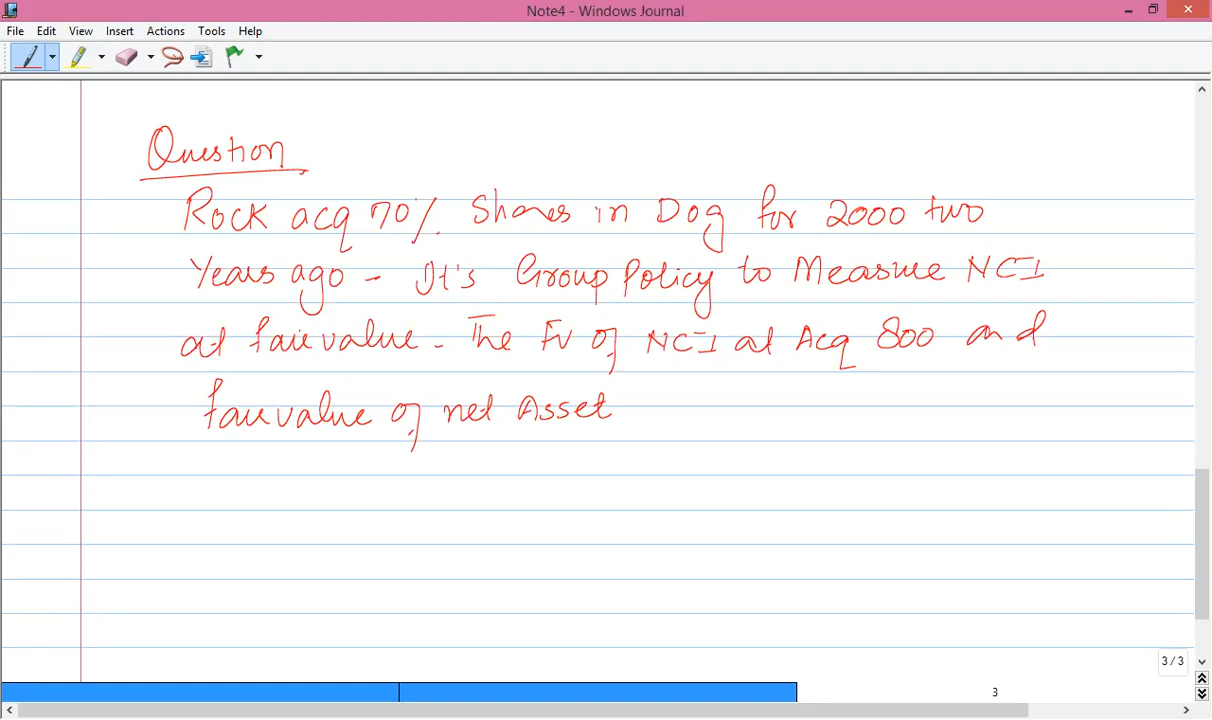 Note4 - Windows Journal
File Edit View Insert Actions Tools Help
Question
Rock acq 70% Shares in Dog for 2000 two
Years ago - It's Group Policy to Measure NCI
at fair value. The FV of NCI at Acq 800 and
fair value of net Asset
3 / 3
3